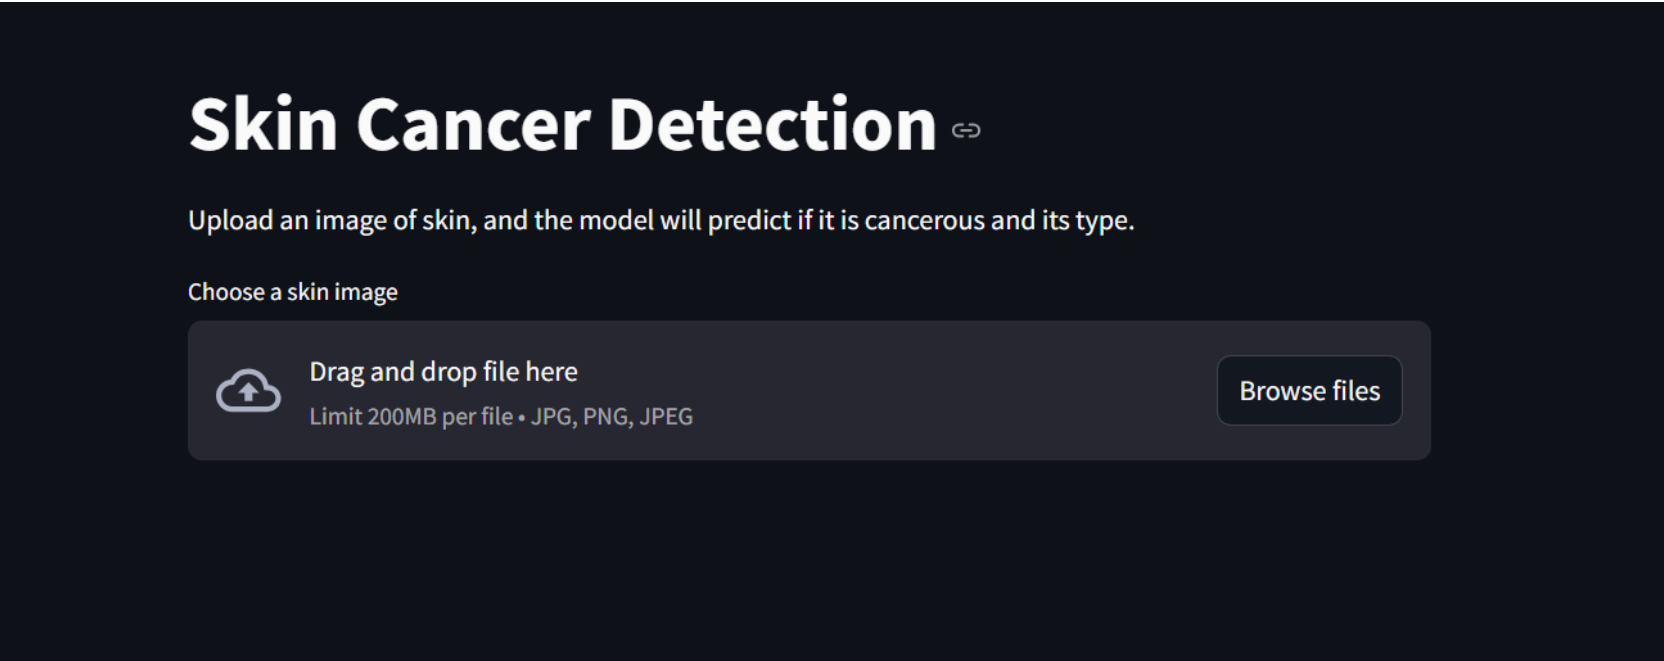 Skin Cancer Detection
Upload an image of skin, and the model will predict if it is cancerous and its type.
Choose a skin image
Drag and drop file here
Limit 200MB per file • JPG, PNG, JPEG
Browse files